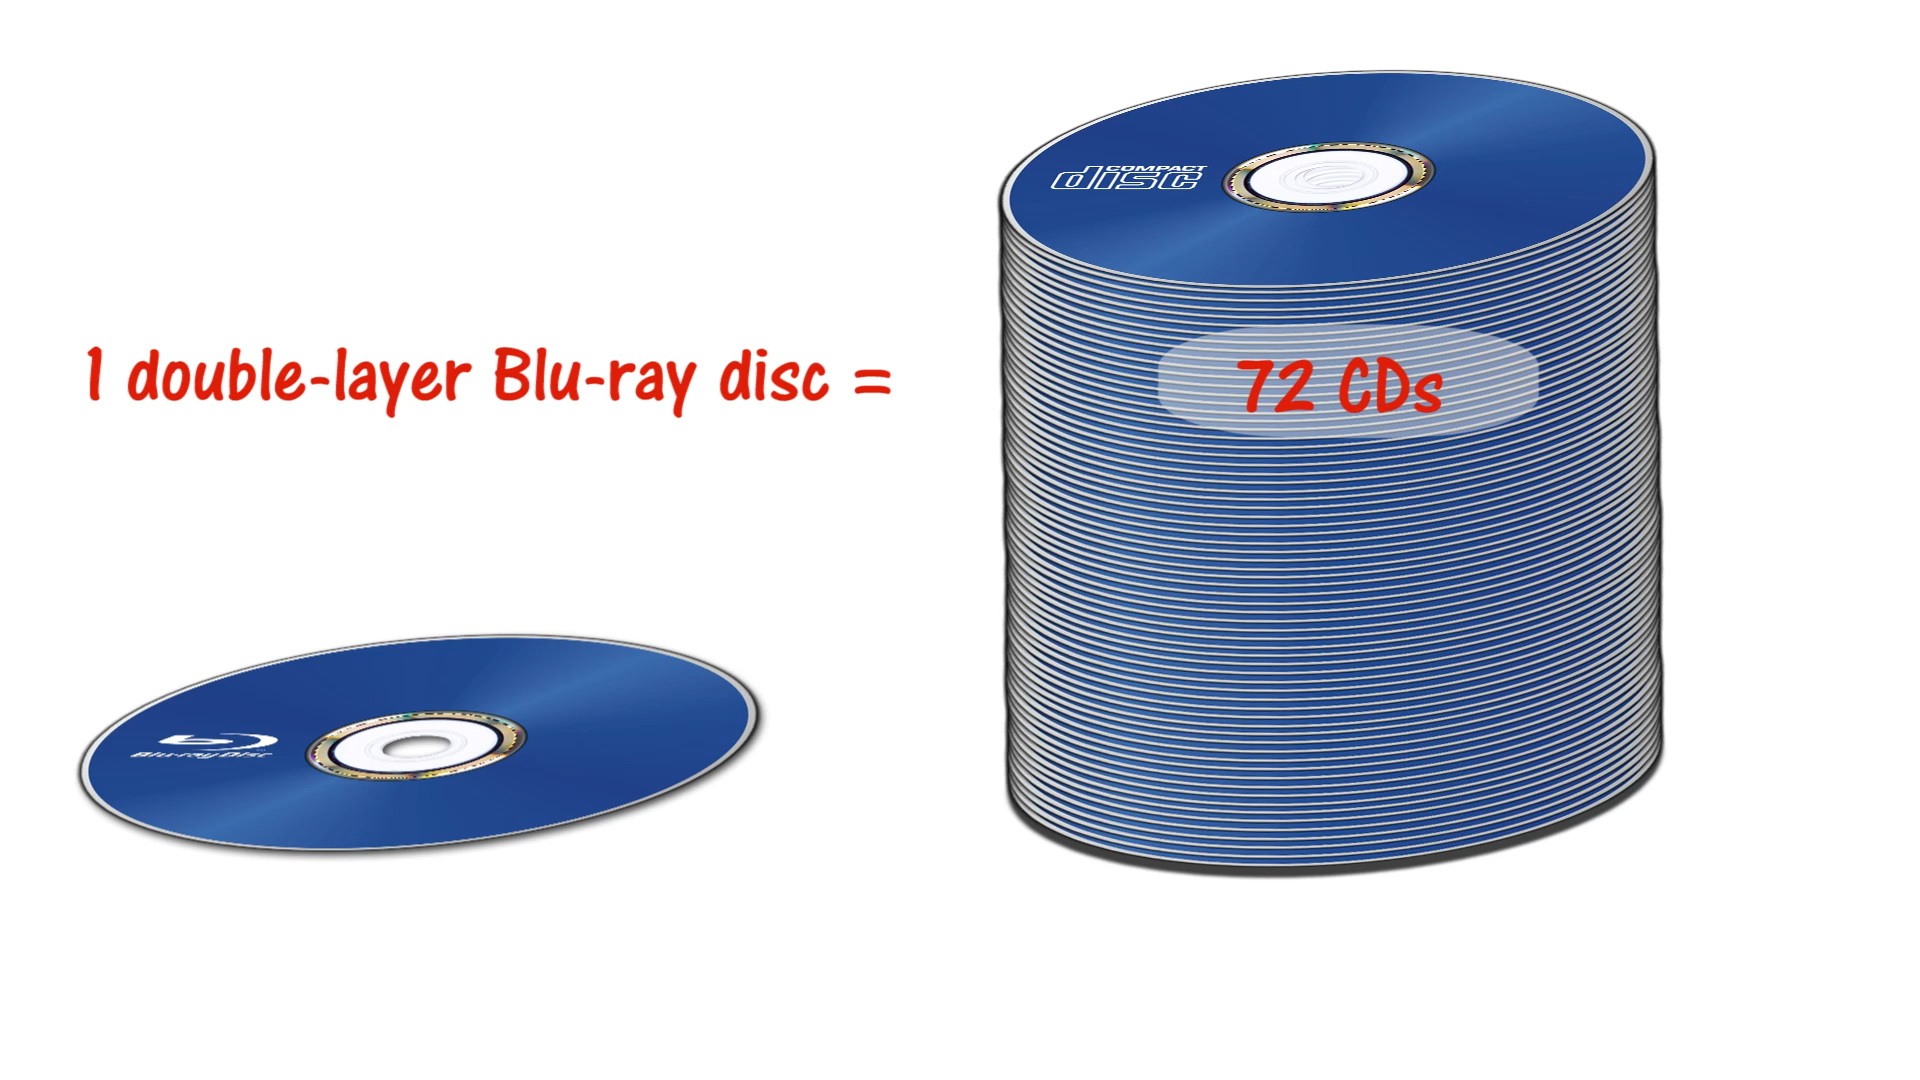 COMPACT
disc
1 double-layer Blu-ray disc =
72 CDs
Blu-ray Disc